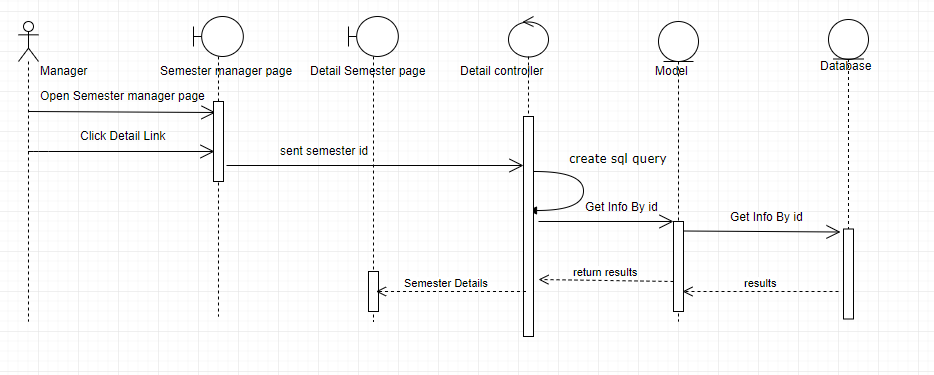 Manager
Semester manager page
Detail Semester page
Detail controller
Model
Database
Open Semester manager page
Click Detail Link
sent semester id
create sql query
Get Info By id
Get Info By id
return results
results
Semester Details